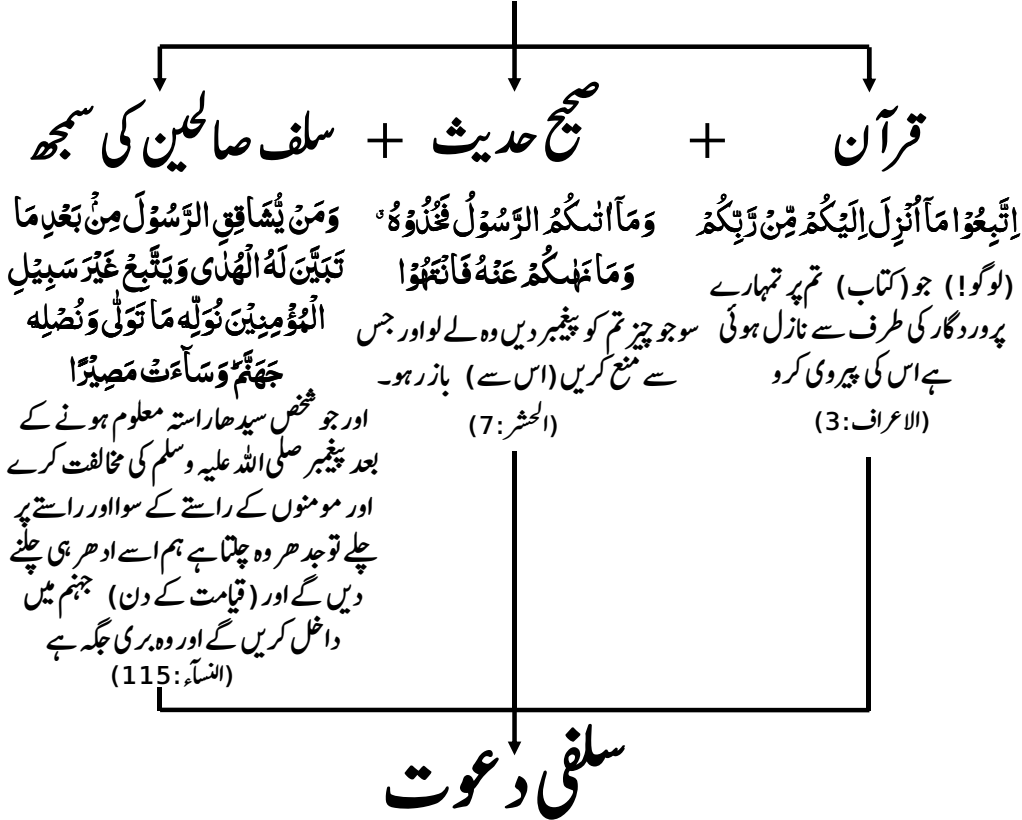 قرآن + صحیح حدیث + سلف صالحین کی سمجھ
اِتَّبِعُوْا مَآ اُنْزِلَ اِلَيْكُمْ مِّنْ رَّبِّكُمْ
(لوگو!) جو (کتاب) تم پر تمہارے
پروردگار کی طرف سے نازل ہوئی
ہے اس کی پیروی کرو
(الاعراف:3)
وَمَآ اٰتٰىكُمُ الرَّسُوْلُ فَخُذُوْهُ ۤ
وَمَا نَهٰىكُمْ عَنْهُ فَانْتَهُوْا
سو جو چیز تم کو پیغمبر دیں وہ لے لو اور جس
سے منع کریں (اس سے) باز رہو۔
(الحشر:7)
وَمَنْ يُّشَاقِقِ الرَّسُوْلَ مِنْۢ بَعْدِ مَا
تَبَيَّنَ لَهُ الْهُدٰى وَيَتَّبِعْ غَيْرَ سَبِيْلِ
الْمُؤْمِنِيْنَ نُوَلِّهٖ مَا تَوَلّٰى وَنُصْلِهٖ
جَهَنَّمَ ۭ وَسَاۗءَتْ مَصِيْرًا
اور جو شخص سیدھا راستہ معلوم ہونے کے
بعد پیغمبر صلی اللہ علیہ وسلم کی مخالفت کرے
اور مومنوں کے راستے کے سوا اور راستے پر
چلے تو جدھر وہ چلتا ہے ہم اسے ادھر ہی چلنے
دیں گے اور (قیامت کے دن) جہنم میں
داخل کریں گے اور وہ بری جگہ ہے
(النسآء:115)
سلفی دعوت